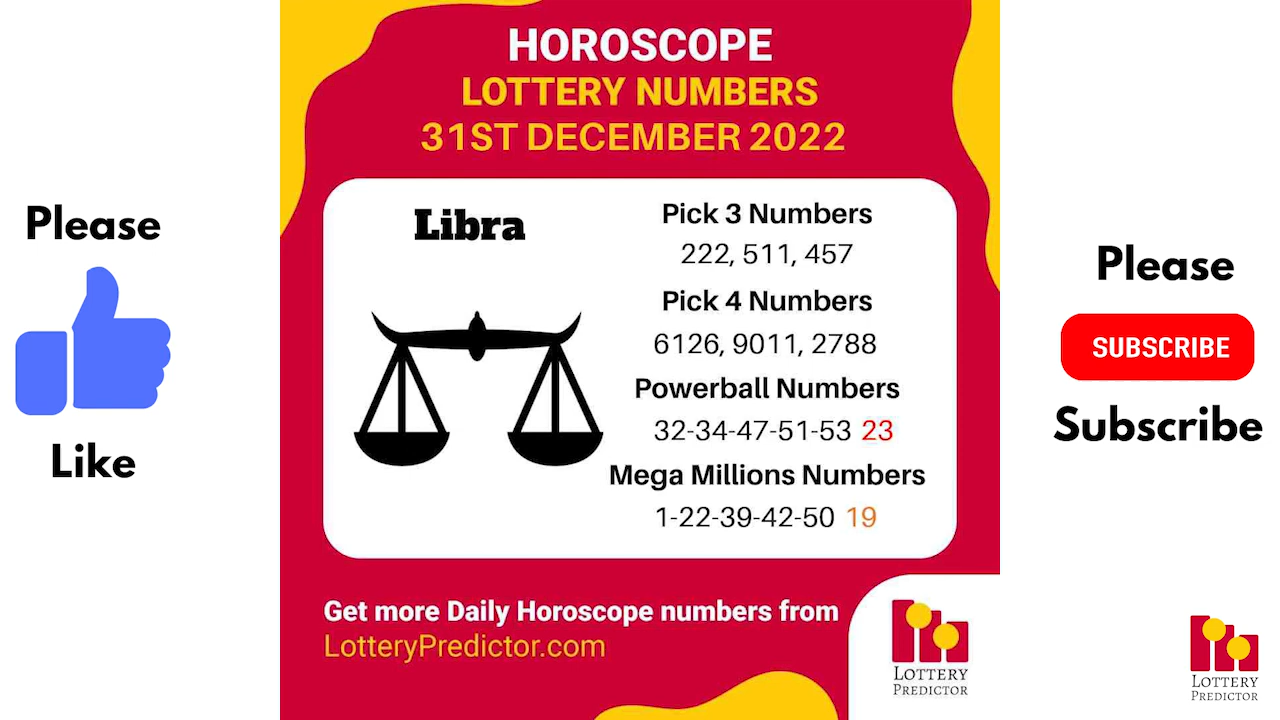 HOROSCOPE
LOTTERY NUMBERS
31ST DECEMBER 2022
Please
Like
Libra
Pick 3 Numbers
222, 511, 457
Pick 4 Numbers
6126, 9011, 2788
Powerball Numbers
32-34-47-51-53 23
Mega Millions Numbers
1-22-39-42-50 19
Please
SUBSCRIBE
Subscribe
Get more Daily Horoscope numbers from
LotteryPredictor.com
LOTTERY
PREDICTOR
LOTTERY
PREDICTOR